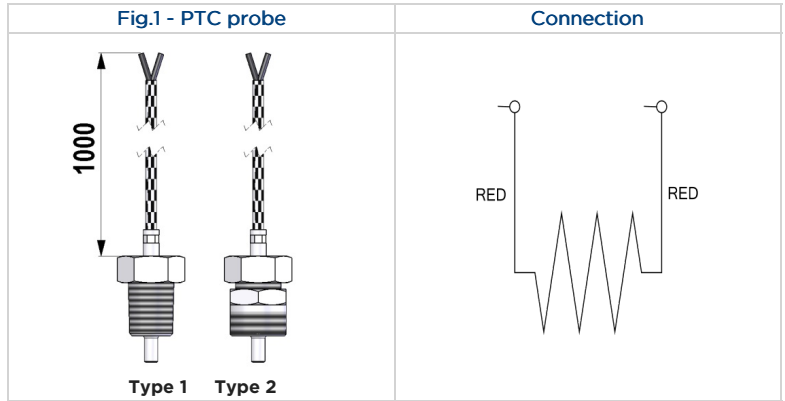 Fig.1 - PTC probe
Connection
1000
RED
RED
Type 1
Type 2